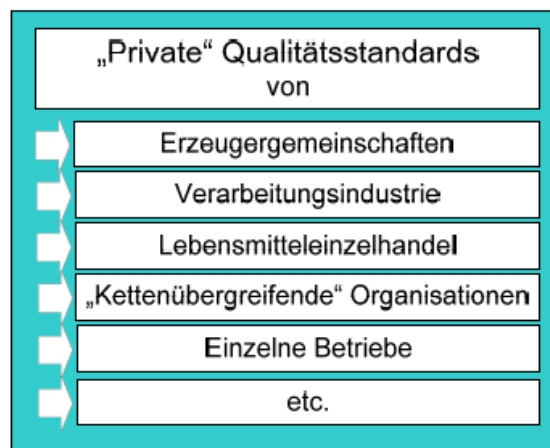 „Private“ Qualitätsstandards
von
Erzeugergemeinschaften
Verarbeitungsindustrie
Lebensmitteleinzelhandel
„Kettenübergreifende“ Organisationen
Einzelne Betriebe
etc.